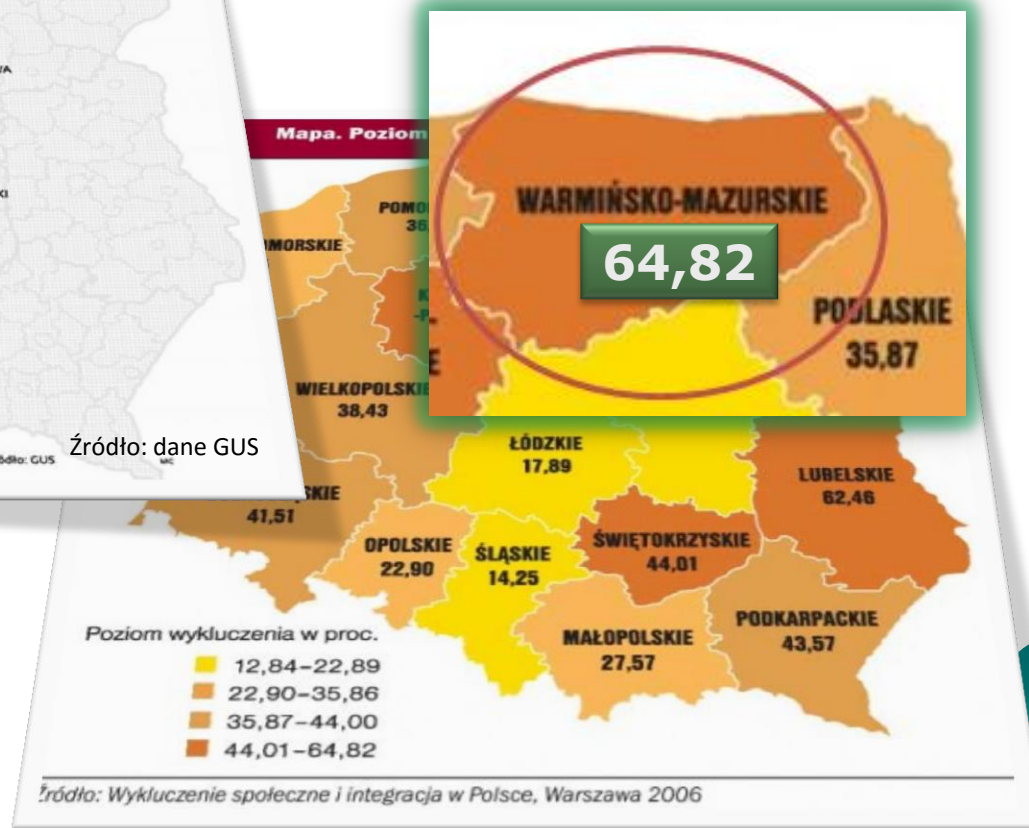 Źródło: dane GUS
Mapa. Poziom
WARMIŃSKO-MAZURSKIE
64,82
PODLASKIE
35,87
WIELKOPOLSKIE
38,43
ŁÓDZKIE
17,89
LUBELSKIE
62,46
41,51
OPOLSKIE
22,90
ŚLĄSKIE
14,25
ŚWIĘTOKRZYSKIE
44,01
MAŁOPOLSKIE
27,57
PODKARPACKIE
43,57
Poziom wykluczenia w proc.
12,84–22,89
22,90–35,86
35,87–44,00
44,01–64,82
Źródło: Wykluczenie społeczne i integracja w Polsce, Warszawa 2006